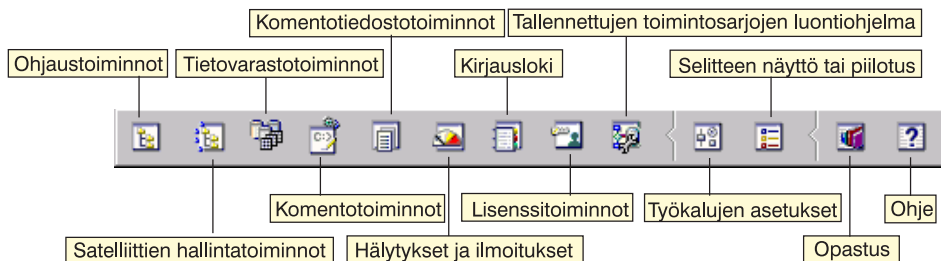 Komentotiedostotoiminnot
Tallennettujen toimintosarjojen luontiohjelma
Ohjaustoiminnot
Tietovarastotoiminnot
Kirjausloki
Selitteen näyttö tai piilotus
Komentotoiminnot
Lisenssitoiminnot
Työkalujen asetukset
Ohje
Satelliittien hallintatoiminnot
Hälytykset ja ilmoitukset
Opastus